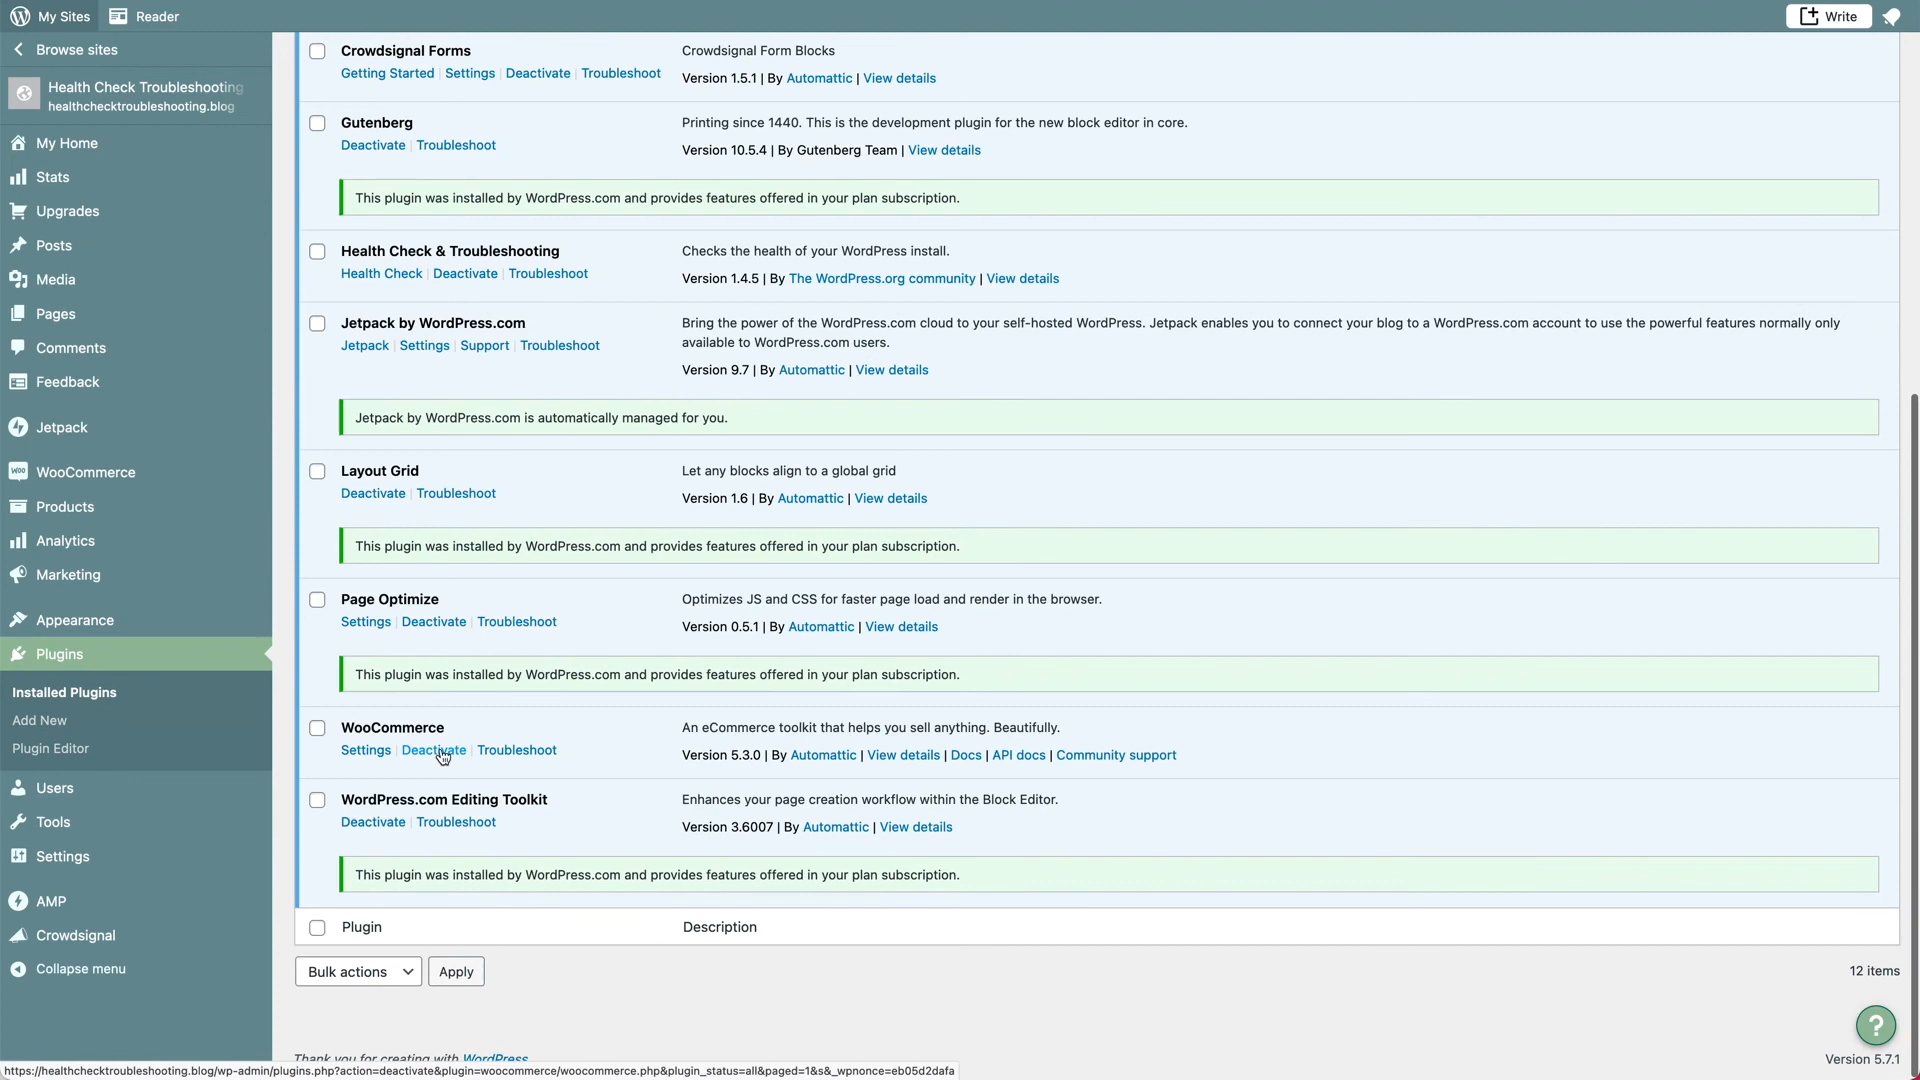 My Sites
Reader
Write
Browse sites
Health Check Troubleshooting
healthchecktroubleshooting.blog
My Home
Stats
Upgrades
Posts
Media
Pages
Comments
Feedback
Jetpack
WooCommerce
Products
Analytics
Marketing
Appearance
Plugins
Installed Plugins
Add New
Plugin Editor
Users
Tools
Settings
AMP
Crowdsignal
Collapse menu
Crowdsignal Forms
Getting Started | Settings | Deactivate | Troubleshoot
Crowdsignal Form Blocks
Version 1.5.1 | By Automattic | View details
Gutenberg
Deactivate | Troubleshoot
Printing since 1440. This is the development plugin for the new block editor in core.
Version 10.5.4 | By Gutenberg Team | View details
This plugin was installed by WordPress.com and provides features offered in your plan subscription.
Health Check & Troubleshooting
Health Check | Deactivate | Troubleshoot
Checks the health of your WordPress install.
Version 1.4.5 | By The WordPress.org community | View details
Jetpack by WordPress.com
Jetpack | Settings | Support | Troubleshoot
Bring the power of the WordPress.com cloud to your self-hosted WordPress. Jetpack enables you to connect your blog to a WordPress.com account to use the powerful features normally only
available to WordPress.com users.
Version 9.7 | By Automattic | View details
Jetpack by WordPress.com is automatically managed for you.
Layout Grid
Deactivate | Troubleshoot
Let any blocks align to a global grid
Version 1.6 | By Automattic | View details
This plugin was installed by WordPress.com and provides features offered in your plan subscription.
Page Optimize
Settings | Deactivate | Troubleshoot
Optimizes JS and CSS for faster page load and render in the browser.
Version 0.5.1 | By Automattic | View details
This plugin was installed by WordPress.com and provides features offered in your plan subscription.
WooCommerce
Settings | Deactivate | Troubleshoot
An eCommerce toolkit that helps you sell anything. Beautifully.
Version 5.3.0 | By Automattic | View details | Docs | API docs | Community support
WordPress.com Editing Toolkit
Deactivate | Troubleshoot
Enhances your page creation workflow within the Block Editor.
Version 3.6007 | By Automattic | View details
This plugin was installed by WordPress.com and provides features offered in your plan subscription.
Plugin
Description
Bulk actions
Apply
12 items
?
Thank you for creating with WordPress
Version 5.7.1
https://healthchecktroubleshooting.blog/wp-admin/plugins.php?action=deactivate&plugin=woocommerce/woocommerce.php&plugin_status=all&paged=1&s&_wpnonce=eb05d2dafa